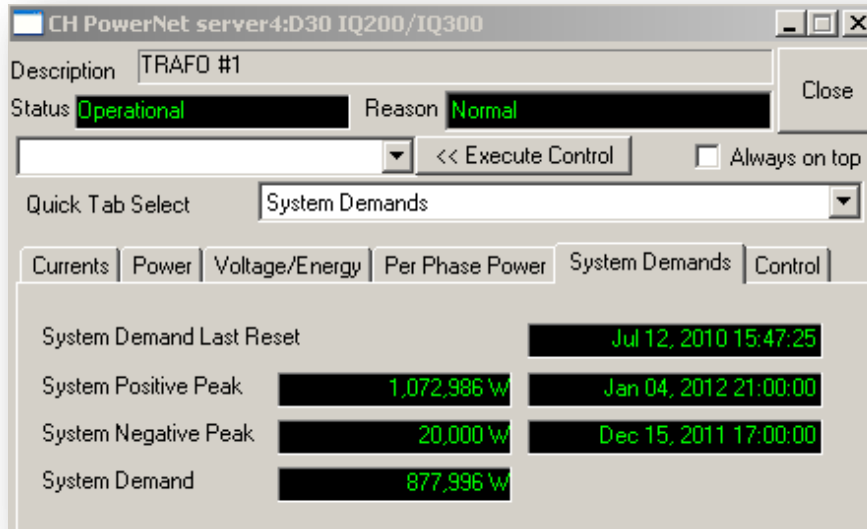 CH PowerNet server4:D30 IQ200/IQ300
Description TRAFO #1
Close
Status Operational Reason Normal
<< Execute Control Always on top
Quick Tab Select System Demands
Currents Power Voltage/Energy Per Phase Power System Demands Control
System Demand Last Reset Jul 12, 2010 15:47:25
System Positive Peak 1,072,986 W Jan 04, 2012 21:00:00
System Negative Peak 20,000 W Dec 15, 2011 17:00:00
System Demand 877,996 W